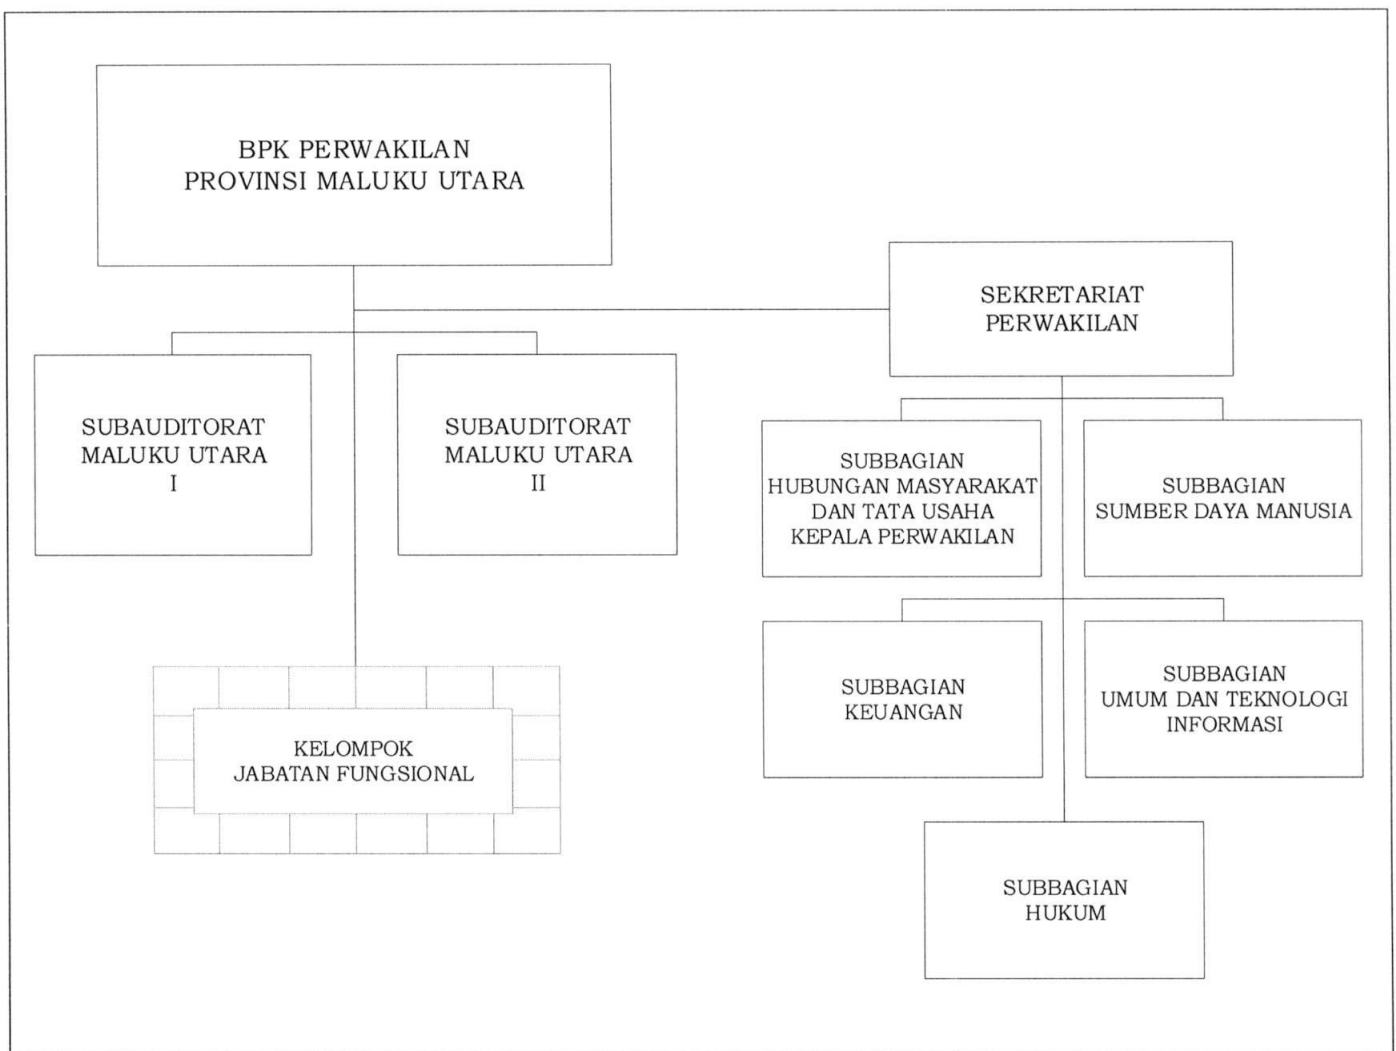 BPK PERWAKILAN
PROVINSI MALUKU UTARA
SEKRETARIAT
PERWAKILAN
SUBAUDITORAT
MALUKU UTARA
I
SUBAUDITORAT
MALUKU UTARA
II
SUBBAGIAN
HUBUNGAN MASYARAKAT
DAN TATA USAHA
KEPALA PERWAKILAN
SUBBAGIAN
SUMBER DAYA MANUSIA
SUBBAGIAN
KEUANGAN
SUBBAGIAN
UMUM DAN TEKNOLOGI
INFORMASI
KELOMPOK
JABATAN FUNGSIONAL
SUBBAGIAN
HUKUM